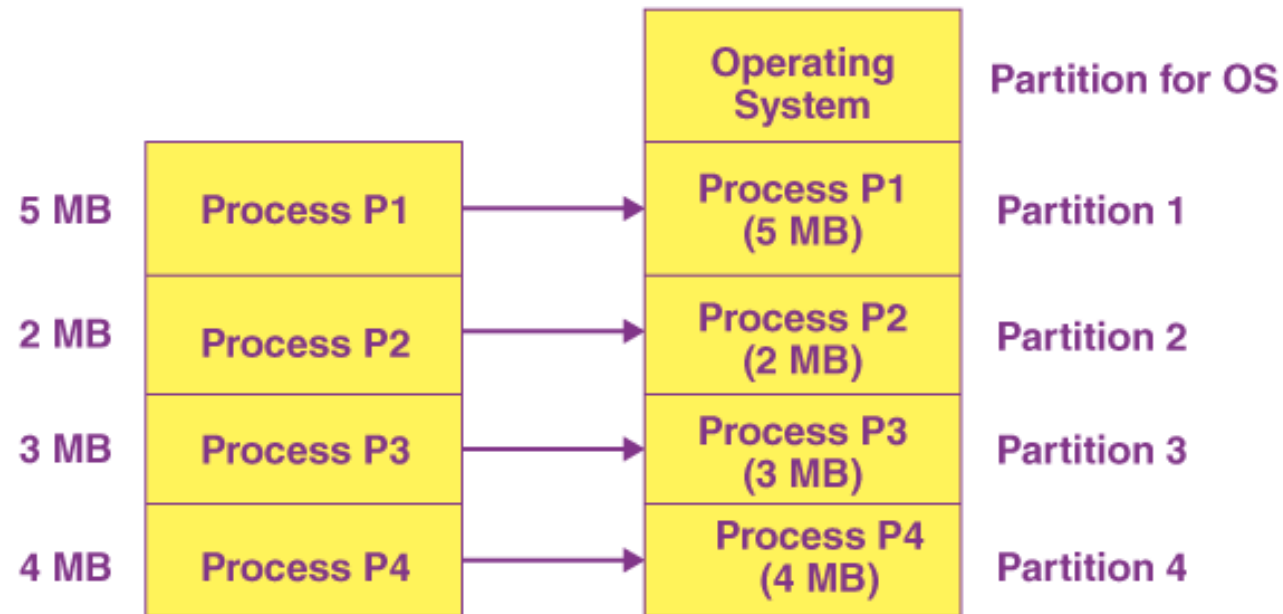 Operating
System
Partition for OS
5 MB
Process P1
Process P1
(5 MB)
Partition 1
2 MB
Process P2
Process P2
(2 MB)
Partition 2
3 MB
Process P3
Process P3
(3 MB)
Partition 3
4 MB
Process P4
Process P4
(4 MB)
Partition 4